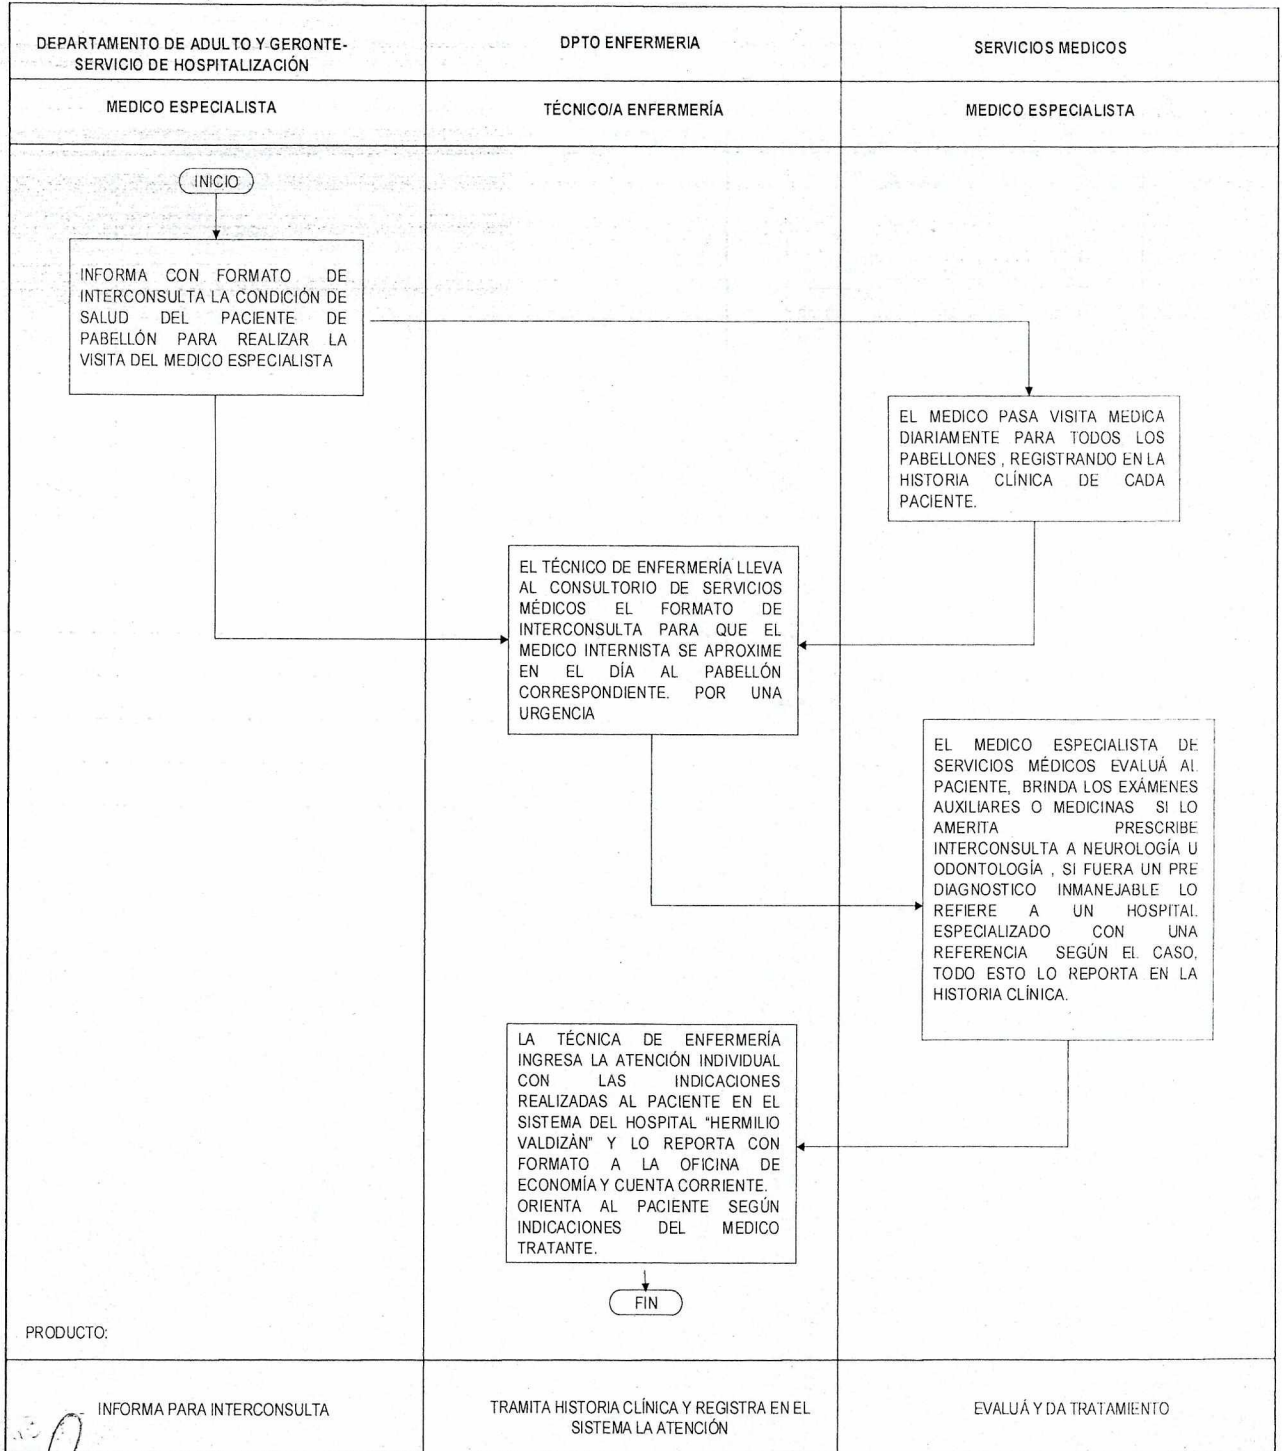 DEPARTAMENTO DE ADULTO Y GERONTE-
SERVICIO DE HOSPITALIZACIÓN
DPTO ENFERMERIA
SERVICIOS MEDICOS
MEDICO ESPECIALISTA
TÉCNICO/A ENFERMERÍA
MEDICO ESPECIALISTA
INICIO
INFORMA CON FORMATO DE
INTERCONSULTA LA CONDICIÓN DE
SALUD DEL PACIENTE DE
PABELLÓN PARA REALIZAR LA
VISITA DEL MEDICO ESPECIALISTA
EL MEDICO PASA VISITA MEDICA
DIARIAMENTE PARA TODOS LOS
PABELLONES , REGISTRANDO EN LA
HISTORIA CLÍNICA DE CADA
PACIENTE.
EL TÉCNICO DE ENFERMERÍA LLEVA
AL CONSULTORIO DE SERVICIOS
MÉDICOS EL FORMATO DE
INTERCONSULTA PARA QUE EL
MEDICO INTERNISTA SE APROXIME
EN EL DÍA AL PABELLÓN
CORRESPONDIENTE. POR UNA
URGENCIA
EL MEDICO ESPECIALISTA DE
SERVICIOS MÉDICOS EVALUÁ AL
PACIENTE, BRINDA LOS EXÁMENES
AUXILIARES O MEDICINAS SI LO
AMERITA PRESCRIBE
INTERCONSULTA A NEUROLOGÍA U
ODONTOLOGÍA , SI FUERA UN PRE
DIAGNOSTICO INMANEJABLE LO
REFIERE A UN HOSPITAL
ESPECIALIZADO CON UNA
REFERENCIA SEGÚN EL CASO,
TODO ESTO LO REPORTA EN LA
HISTORIA CLÍNICA.
LA TÉCNICA DE ENFERMERÍA
INGRESA LA ATENCIÓN INDIVIDUAL
CON LAS INDICACIONES
REALIZADAS AL PACIENTE EN EL
SISTEMA DEL HOSPITAL "HERMILIO
VALDIZÀN" Y LO REPORTA CON
FORMATO A LA OFICINA DE
ECONOMÍA Y CUENTA CORRIENTE.
ORIENTA AL PACIENTE SEGÚN
INDICACIONES DEL MEDICO
TRATANTE.
FIN
PRODUCTO:
INFORMA PARA INTERCONSULTA
TRAMITA HISTORIA CLÍNICA Y REGISTRA EN EL
SISTEMA LA ATENCIÓN
EVALUÁ Y DA TRATAMIENTO